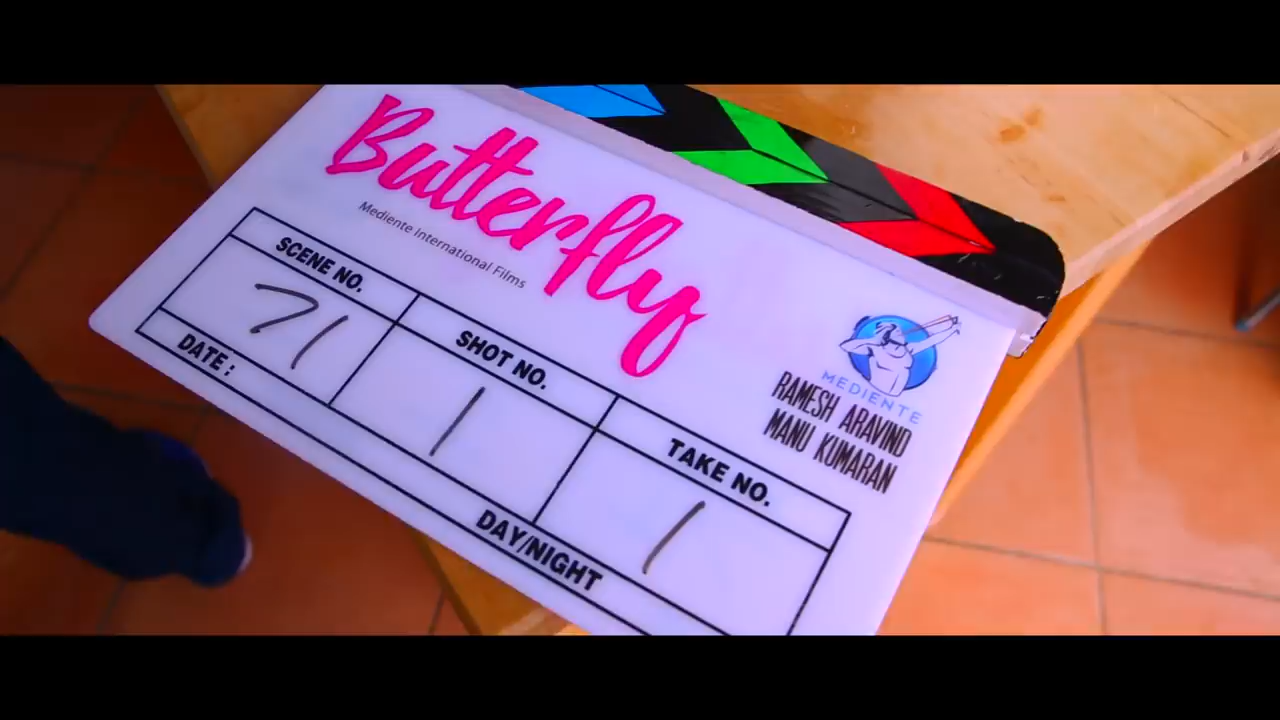 Butterfly
Mediente International Films
MEDIENTE
RAMESH ARAVIND
MANU KUMARAN
SCENE NO.
SHOT NO.
TAKE NO.
71
1
1
DATE :
DAY/NIGHT